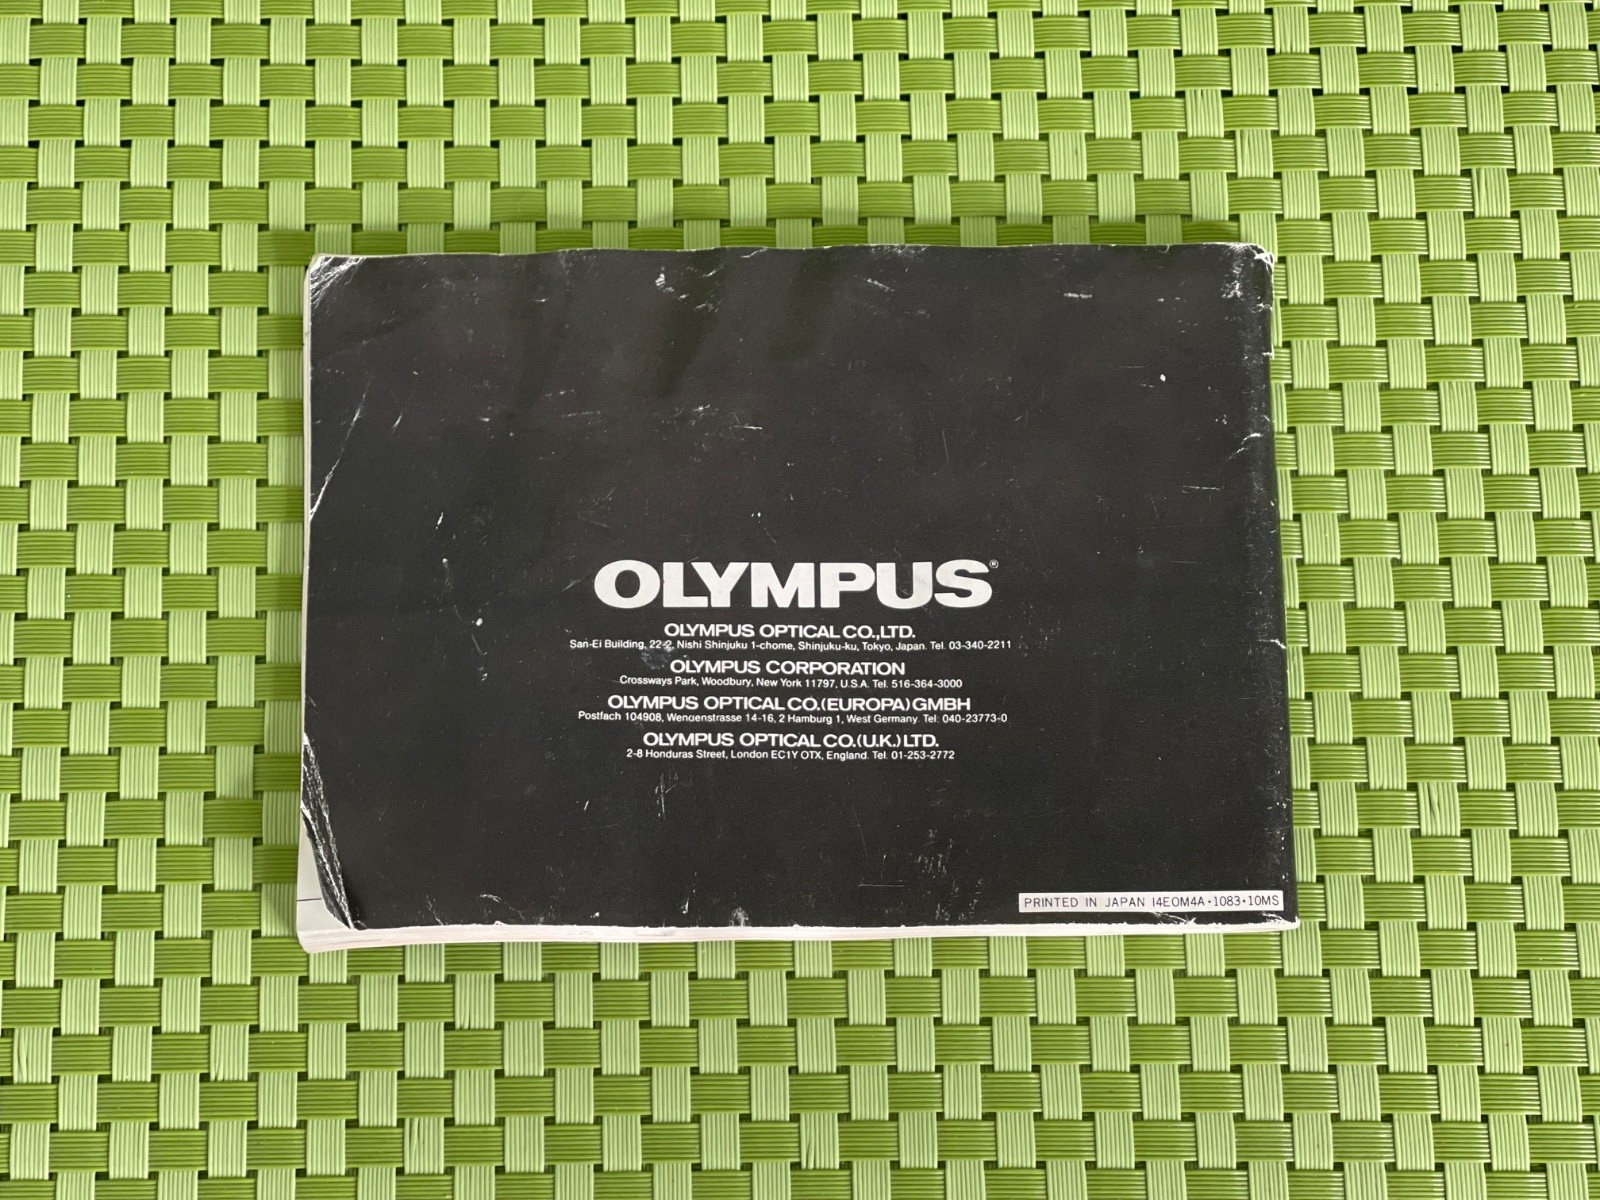 OLYMPUS®
OLYMPUS OPTICAL CO.,LTD.
San-Ei Building, 22-2, Nishi Shinjuku 1-chome, Shinjuku-ku, Tokyo, Japan. Tel. 03-340-2211
OLYMPUS CORPORATION
Crossways Park, Woodbury, New York 11797, U.S.A. Tel. 516-364-3000
OLYMPUS OPTICAL CO.(EUROPA)GMBH
Postfach 104908, Wendenstrasse 14-16, 2 Hamburg 1, West Germany. Tel. 040-23773-0
OLYMPUS OPTICAL CO.(U.K.)LTD.
2-8 Honduras Street, London EC1Y OTX, England. Tel. 01-253-2772
PRINTED IN JAPAN I4EOM4A·1083·10MS